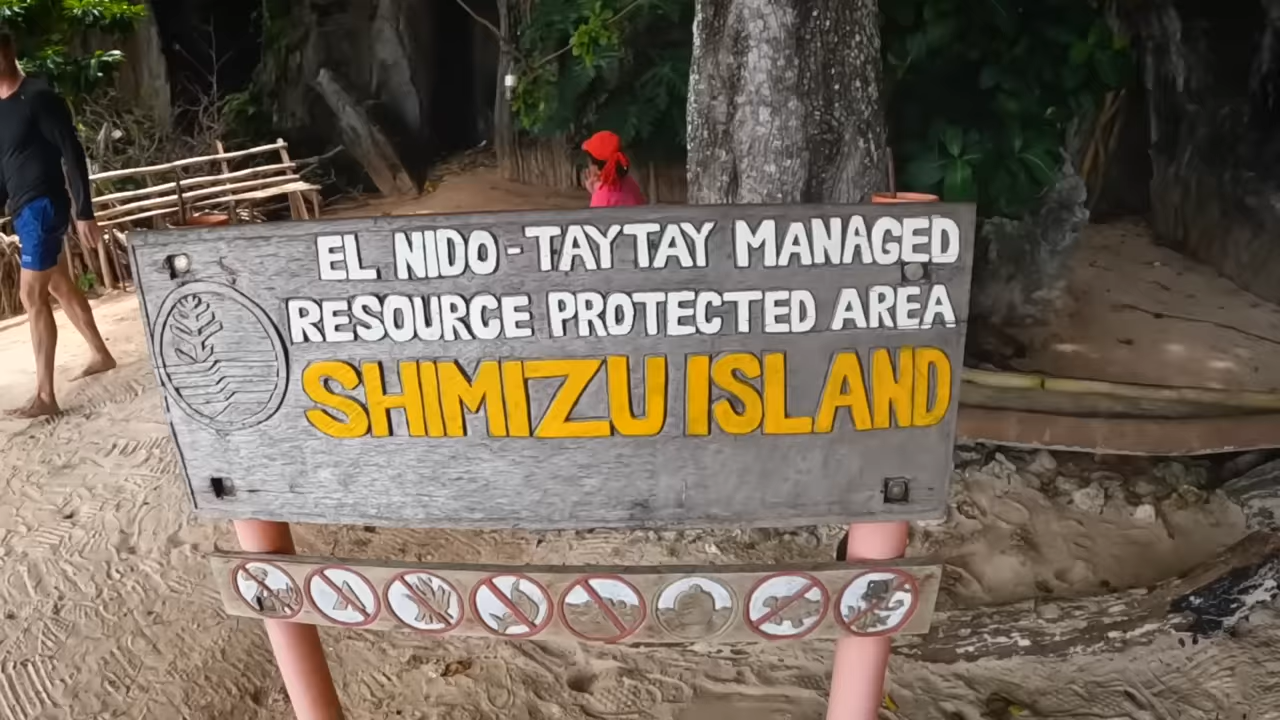 EL NIDO-TAYTAY MANAGED
RESOURCE PROTECTED AREA
SHIMIZU ISLAND